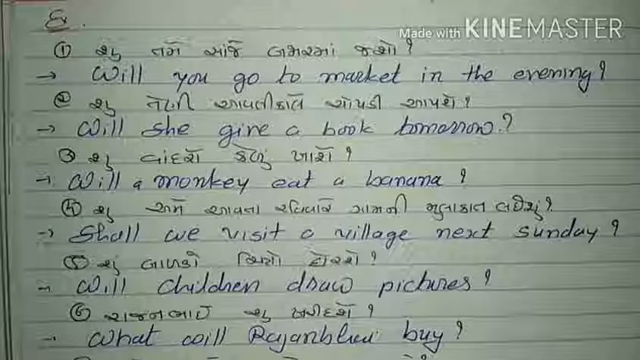 Ex.
Made with KINEMASTER
① શું તમે સાંજે બજારમાં જશો?
→ Will you go to market in the evening?
② શું તેણી આવતીકાલે ચોપડી આપશે?
→ Will she give a book tomorrow?
③ શું વાંદરો કેળું ખાશે?
→ Will a monkey eat a banana?
④ શું અમે આવતા રવિવારે ગામની મુલાકાત લઈશું?
→ Shall we visit a village next sunday?
⑤ શું બાળકો ચિત્રો દોરશે?
→ Will children draw pictures?
⑥ રાજનભાઈ શું ખરીદશે?
→ What will Rajanbhai buy?